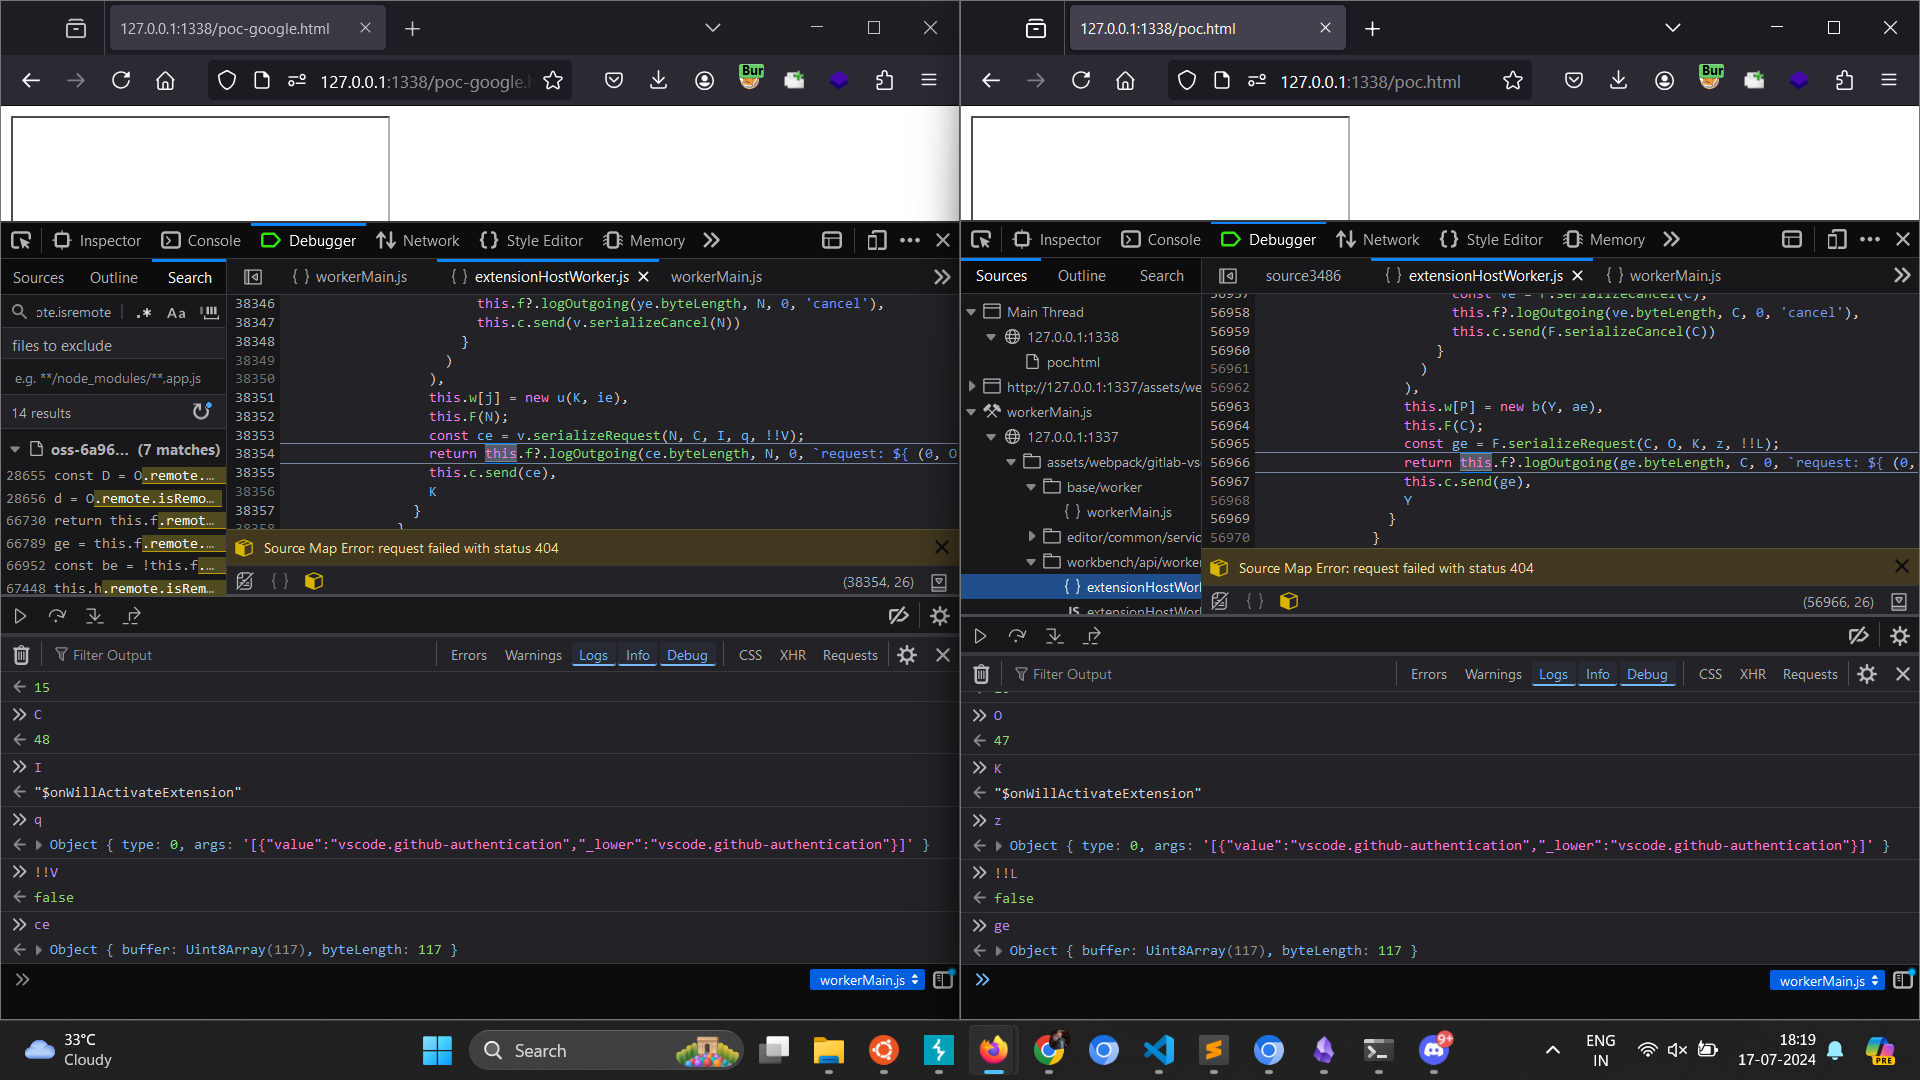 127.0.0.1:1338/poc-google.html
127.0.0.1:1338/poc-google.
Bur
Inspector
Console
Debugger
Network
Style Editor
Memory
Sources
Outline
Search
{ } workerMain.js
{ } extensionHostWorker.js
workerMain.js
ote.isremote
.*
Aa
files to exclude
e.g. **/node_modules/**,app.js
14 results
oss-6a96... (7 matches)
28655 const D = O.remote.…
28656 d = O.remote.isRemo…
66730 return this.f.remot…
66789 ge = this.f.remote.…
66952 const be = !this.f.…
67448 this.h.remote.isRem…
38346 this.f?.logOutgoing(ye.byteLength, N, 0, 'cancel'),
38347 this.c.send(v.serializeCancel(N))
38348 }
38349 )
38350 ),
38351 this.w[j] = new u(K, ie),
38352 this.F(N);
38353 const ce = v.serializeRequest(N, C, I, q, !!V);
38354 return this.f?.logOutgoing(ce.byteLength, N, 0, `request: ${ (0, O
38355 this.c.send(ce),
38356 K
38357 }
38358 }
Source Map Error: request failed with status 404
{ }
(38354, 26)
Filter Output
Errors
Warnings
Logs
Info
Debug
CSS
XHR
Requests
15
C
48
I
"$onWillActivateExtension"
q
Object { type: 0, args: '[{"value":"vscode.github-authentication","_lower":"vscode.github-authentication"}]' }
!!V
false
ce
Object { buffer: Uint8Array(117), byteLength: 117 }
workerMain.js
127.0.0.1:1338/poc.html
127.0.0.1:1338/poc.html
Bur
Inspector
Console
Debugger
Network
Style Editor
Memory
Sources
Outline
Search
source3486
{ } extensionHostWorker.js
{ } workerMain.js
Main Thread
127.0.0.1:1338
poc.html
http://127.0.0.1:1337/assets/we
workerMain.js
127.0.0.1:1337
assets/webpack/gitlab-vs
base/worker
{ } workerMain.js
editor/common/servic
workbench/api/worker
{ } extensionHostWorl
JS extensionHostWorl
56957 const ve = F.serializeCancel(C),
56958 this.f?.logOutgoing(ve.byteLength, C, 0, 'cancel'),
56959 this.c.send(F.serializeCancel(C))
56960 }
56961 )
56962 ),
56963 this.w[P] = new b(Y, ae),
56964 this.F(C);
56965 const ge = F.serializeRequest(C, O, K, z, !!L);
56966 return this.f?.logOutgoing(ge.byteLength, C, 0, `request: ${ (0,
56967 this.c.send(ge),
56968 Y
56969 }
56970 }
Source Map Error: request failed with status 404
{ }
(56966, 26)
Filter Output
Errors
Warnings
Logs
Info
Debug
CSS
XHR
Requests
O
47
K
"$onWillActivateExtension"
z
Object { type: 0, args: '[{"value":"vscode.github-authentication","_lower":"vscode.github-authentication"}]' }
!!L
false
ge
Object { buffer: Uint8Array(117), byteLength: 117 }
workerMain.js
33°C
Cloudy
Search
9+
ENG
IN
18:19
17-07-2024
PRE